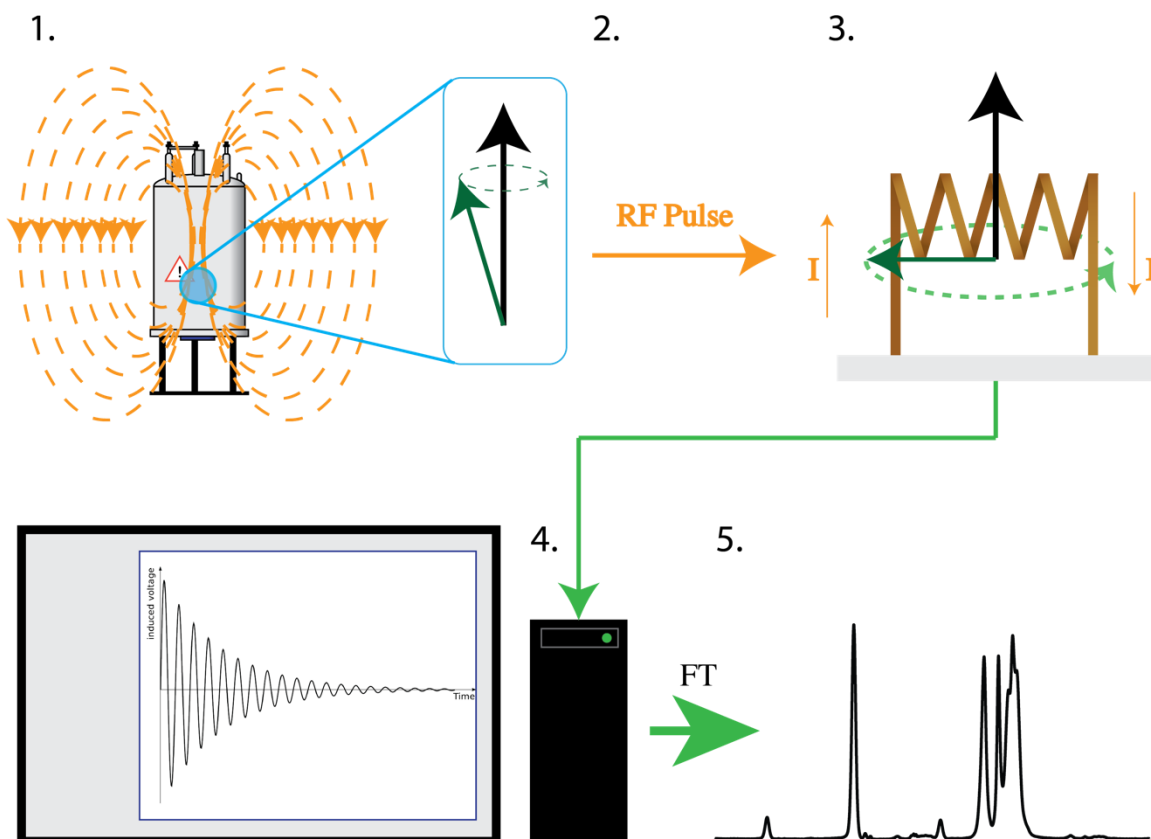 1.
2.
3.
!
RF Pulse
I
I
4.
5.
induced voltage
Time
FT